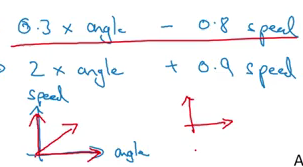 0.3 x angle - 0.8 speed
2 x angle + 0.9 speed
speed
angle
A